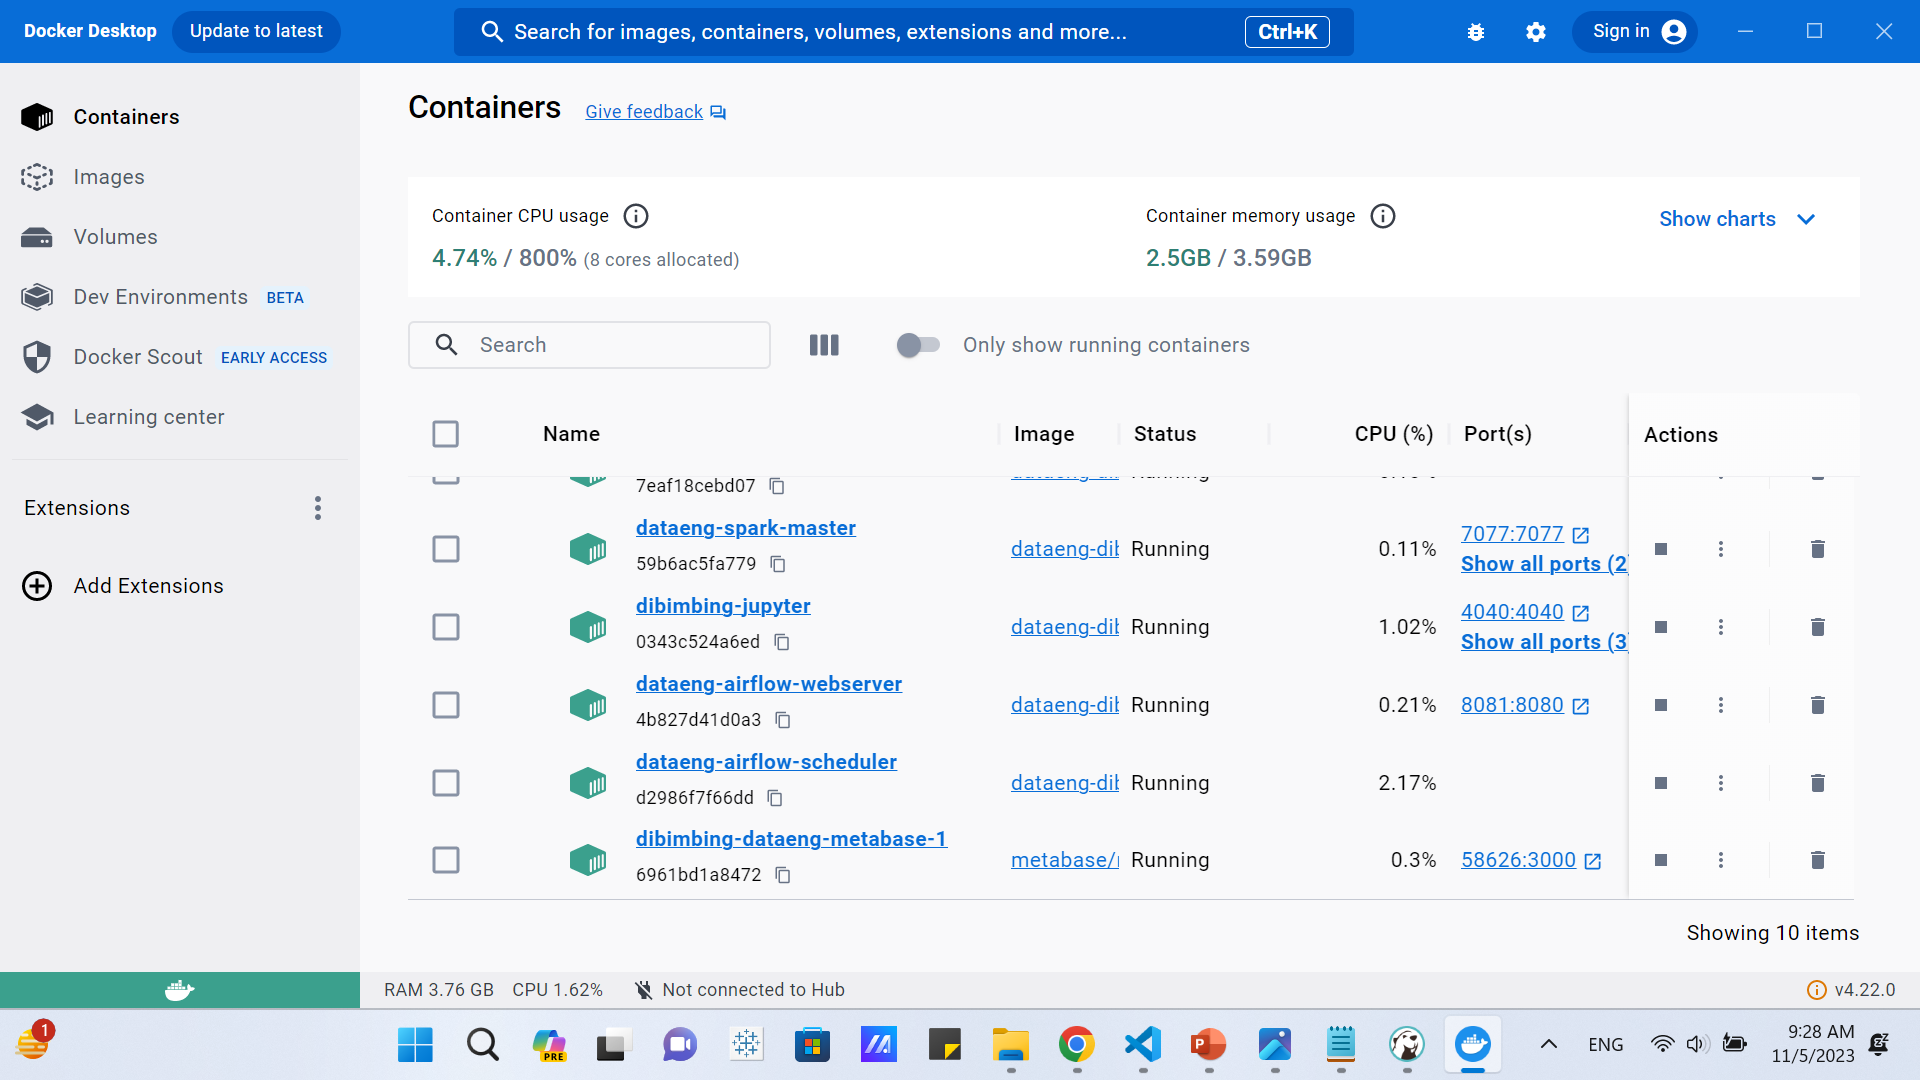 Docker Desktop
Update to latest
Search for images, containers, volumes, extensions and more...
Ctrl+K
Sign in
Containers
Images
Volumes
Dev Environments BETA
Docker Scout EARLY ACCESS
Learning center
Extensions
Add Extensions
Containers
Give feedback
Container CPU usage
4.74% / 800% (8 cores allocated)
Container memory usage
2.5GB / 3.59GB
Show charts
Search
Only show running containers
Name Image Status CPU (%) Port(s) Actions
7eaf18cebd07
dataeng-spark-master
59b6ac5fa779
dataeng-dib Running 0.11%
7077:7077
Show all ports (2)
dibimbing-jupyter
0343c524a6ed
dataeng-dib Running 1.02%
4040:4040
Show all ports (3)
dataeng-airflow-webserver
4b827d41d0a3
dataeng-dib Running 0.21% 8081:8080
dataeng-airflow-scheduler
d2986f7f66dd
dataeng-dib Running 2.17%
dibimbing-dataeng-metabase-1
6961bd1a8472
metabase/ Running 0.3% 58626:3000
Showing 10 items
RAM 3.76 GB CPU 1.62% Not connected to Hub
v4.22.0
1
PRE
ENG
9:28 AM
11/5/2023